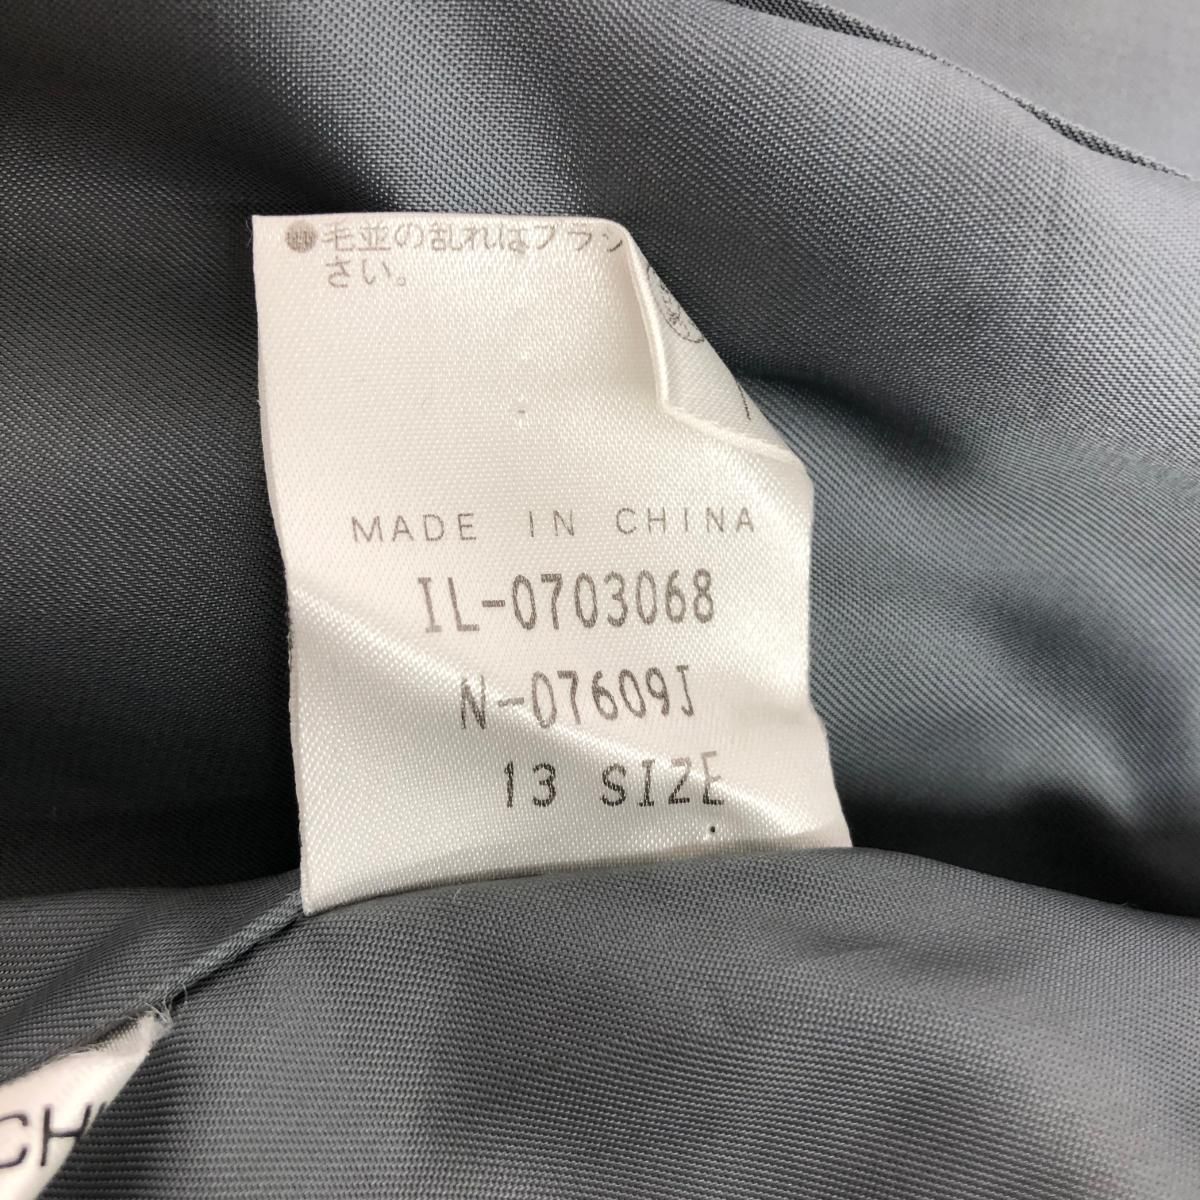 ●毛並の乱れはブラシ
さい。
MADE IN CHINA
IL-0703068
N-07609J
13 SIZE
CH